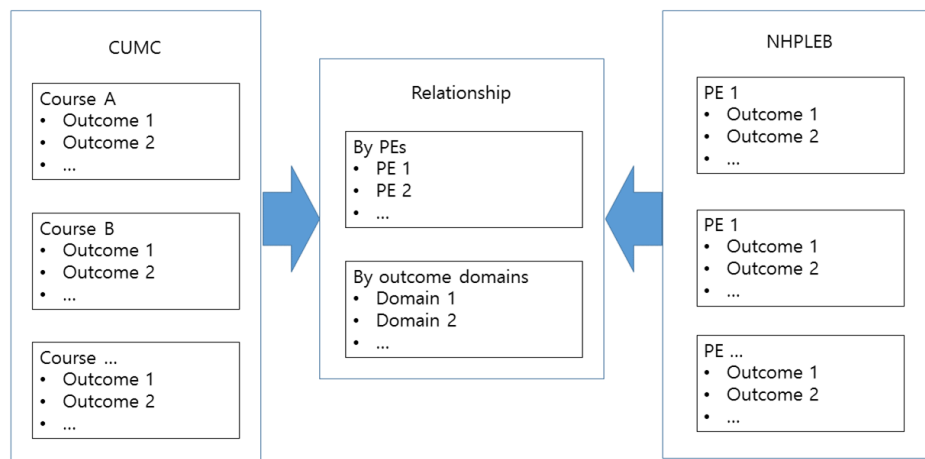 CUMC
Course A
• Outcome 1
• Outcome 2
• ...
Course B
• Outcome 1
• Outcome 2
• ...
Course ...
• Outcome 1
• Outcome 2
• ...
Relationship
By PEs
• PE 1
• PE 2
• ...
By outcome domains
• Domain 1
• Domain 2
• ...
NHPLEB
PE 1
• Outcome 1
• Outcome 2
• ...
PE 1
• Outcome 1
• Outcome 2
• ...
PE ...
• Outcome 1
• Outcome 2
• ...